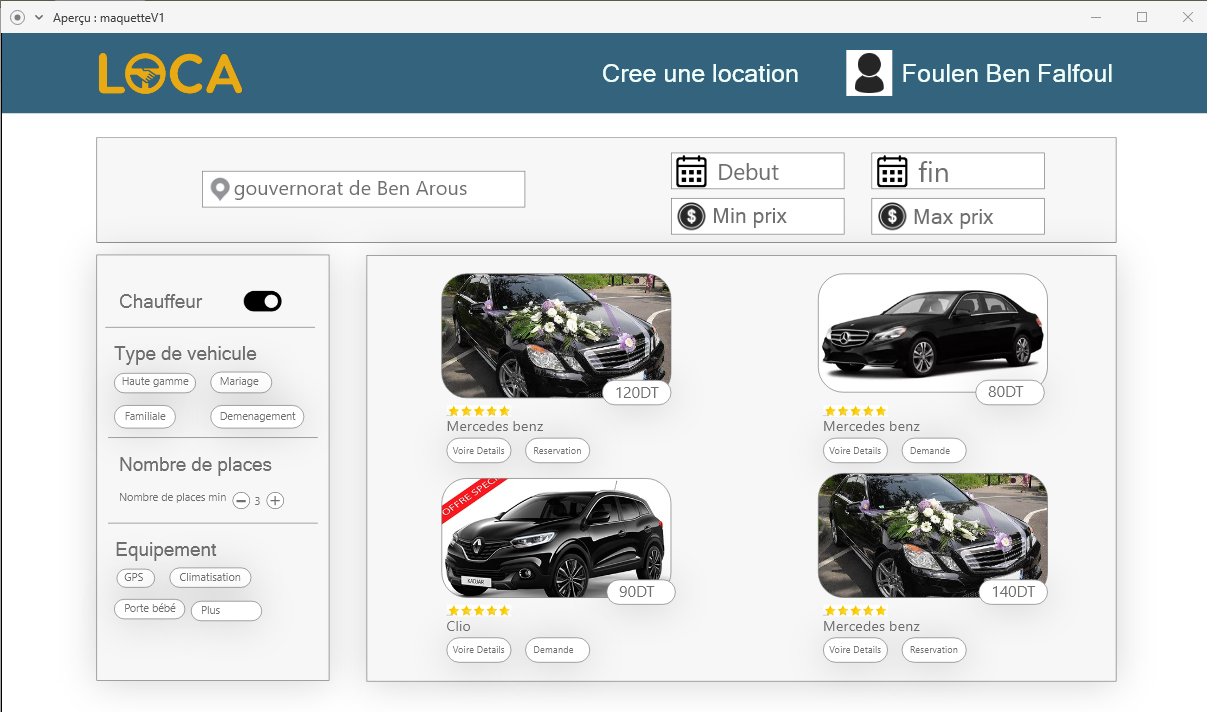 Aperçu : maquetteV1
LOCA
Cree une location
Foulen Ben Falfoul
gouvernorat de Ben Arous
Debut
fin
Min prix
Max prix
Chauffeur
Type de vehicule
Haute gamme
Mariage
Familiale
Demenagement
Nombre de places
Nombre de places min
3
Equipement
GPS
Climatisation
Porte bébé
Plus
120DT
Mercedes benz
Voire Details
Reservation
80DT
Mercedes benz
Voire Details
Demande
OFFRE SPECI
KADJAR
90DT
Clio
Voire Details
Demande
140DT
Mercedes benz
Voire Details
Reservation